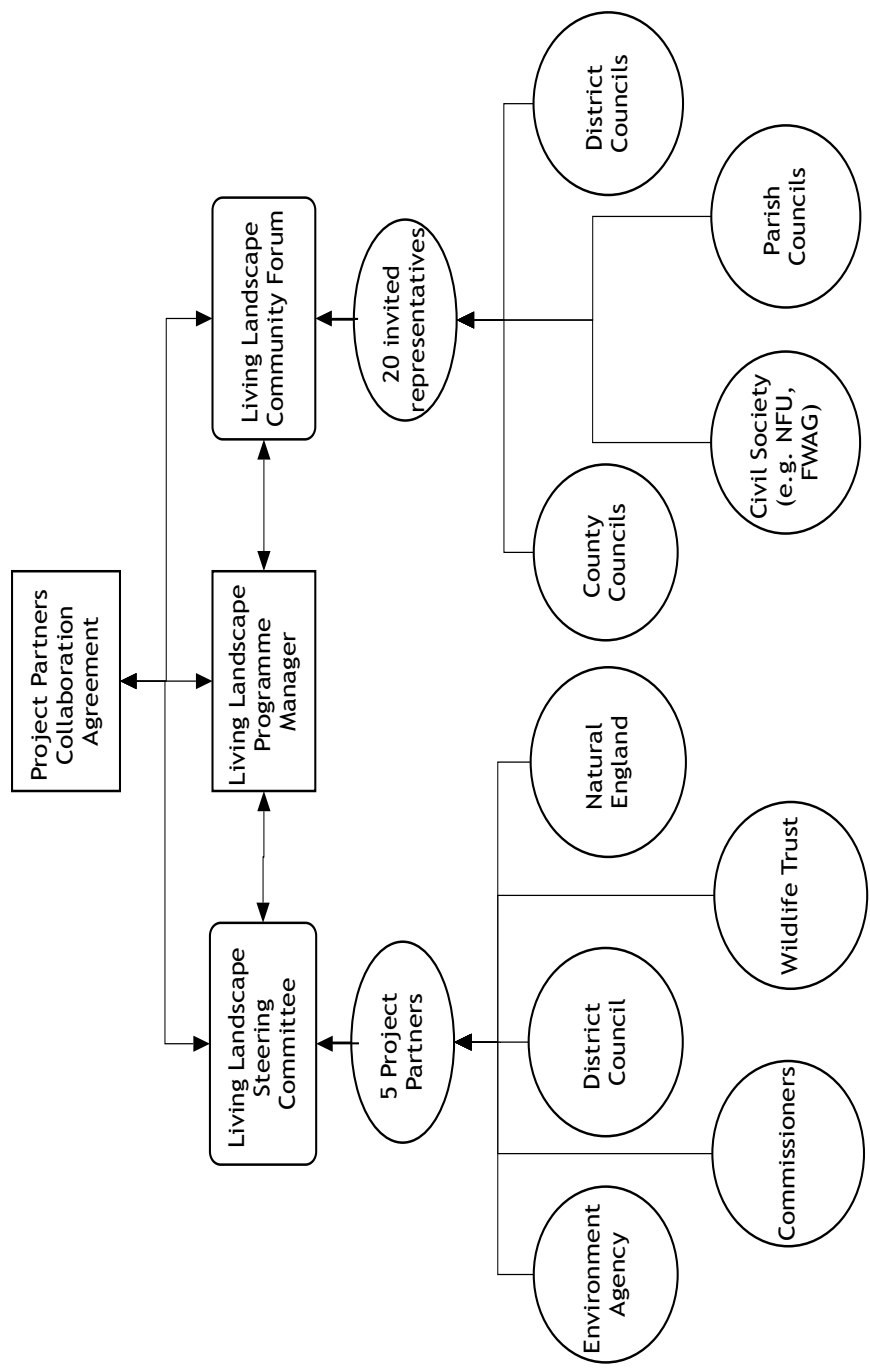 Project Partners
Collaboration
Agreement
Living Landscape
Steering
Committee
Living Landscape
Programme
Manager
Living Landscape
Community Forum
5 Project
Partners
20 invited
representatives
Environment
Agency
District
Council
Natural
England
County
Councils
District
Councils
Commissioners
Wildlife Trust
Civil Society
(e.g. NFU,
FWAG)
Parish
Councils